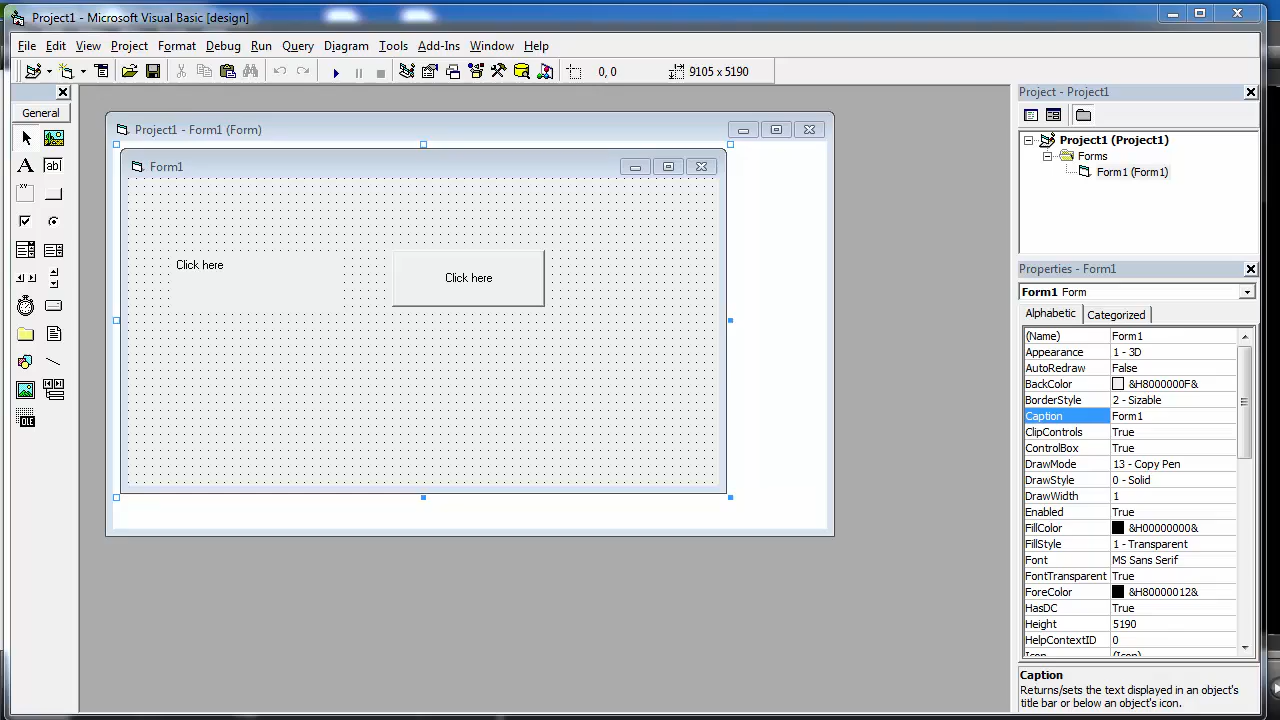 Project1 - Microsoft Visual Basic [design]
File Edit View Project Format Debug Run Query Diagram Tools Add-Ins Window Help
0, 0 9105 x 5190
General
A
ab
xy
OLE
Project1 - Form1 (Form)
Form1
Click here
Click here
Project - Project1
Project1 (Project1)
Forms
Form1 (Form1)
Properties - Form1
Form1 Form
Alphabetic Categorized
(Name) Form1
Appearance 1 - 3D
AutoRedraw False
BackColor &H8000000F&
BorderStyle 2 - Sizable
Caption Form1
ClipControls True
ControlBox True
DrawMode 13 - Copy Pen
DrawStyle 0 - Solid
DrawWidth 1
Enabled True
FillColor &H00000000&
FillStyle 1 - Transparent
Font MS Sans Serif
FontTransparent True
ForeColor &H80000012&
HasDC True
Height 5190
HelpContextID 0
Icon (Icon)
Caption
Returns/sets the text displayed in an object's
title bar or below an object's icon.